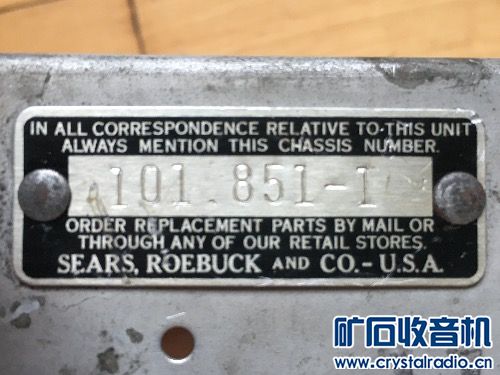 IN ALL CORRESPONDENCE RELATIVE TO THIS UNIT
ALWAYS MENTION THIS CHASSIS NUMBER.
101.851-1
ORDER REPLACEMENT PARTS BY MAIL OR
THROUGH ANY OF OUR RETAIL STORES.
SEARS, ROEBUCK AND CO.-U.S.A.
矿石收音机
www.crystalradio.cn